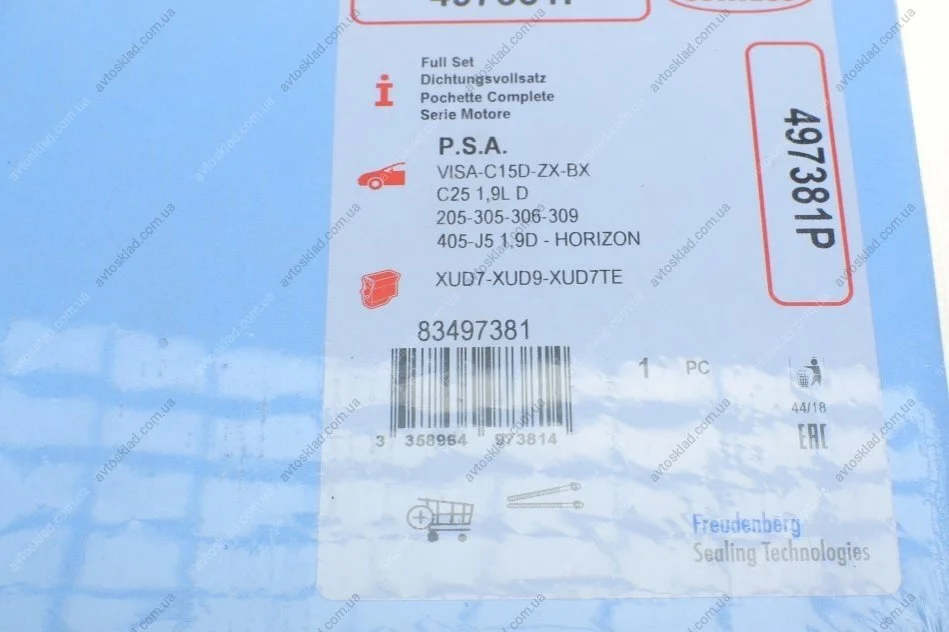 497381P
Full Set
Dichtungsvollsatz
Pochette Complete
Serie Motore
P.S.A.
VISA-C15D-ZX-BX
C25 1,9L D
205-305-306-309
405-J5 1,9D - HORIZON
XUD7-XUD9-XUD7TE
497381P
83497381
3 358964 973814
1 PC
44/18
EAC
Freudenberg
Sealing Technologies
avtosklad.com.ua